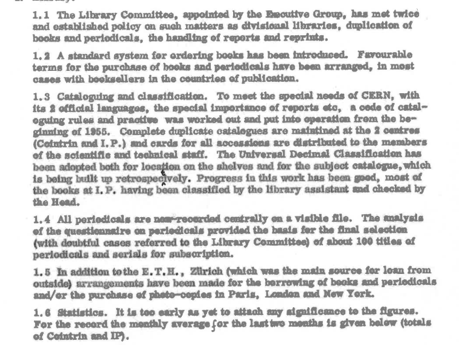 1.1 The Library Committee, appointed by the Executive Group, has met twice
and established policy on such matters as divisional libraries, duplication of
books and periodicals, the handling of reports and reprints.
1.2 A standard system for ordering books has been introduced. Favourable
terms for the purchase of books and periodicals have been arranged, in most
cases with booksellers in the countries of publication.
1.3 Cataloguing and classification. To meet the special needs of CERN, with
its 2 official languages, the special importance of reports etc, a code of catal-
oguing rules and practive was worked out and put into operation from the be-
ginning of 1955. Complete duplicate catalogues are maintined at the 2 centres
(Cointrin and I.P.) and cards for all accessions are distributed to the members
of the scientific and technical staff. The Universal Decimal Classification has
been adopted both for location on the shelves and for the subject catalogue, which
is being built up retrospectively. Progress in this work has been good, most of
the books at I.P. having been classified by the library assistant and checked by
the Head.
1.4 All periodicals are now recorded centrally on a visible file. The analysis
of the questionnaire on periodicals provided the basis for the final selection
(with doubtful cases referred to the Library Committee) of about 100 titles of
periodicals and serials for subscription.
1.5 In addition to the E.T.H., Zürich (which was the main source for loan from
outside) arrangements have been made for the borrowing of books and periodicals
and/or the purchase of photo-copies in Paris, London and New York.
1.6 Statistics. It is too early as yet to attach any significance to the figures.
For the record the monthly average for the last two months is given below (totals
of Cointrin and IP).